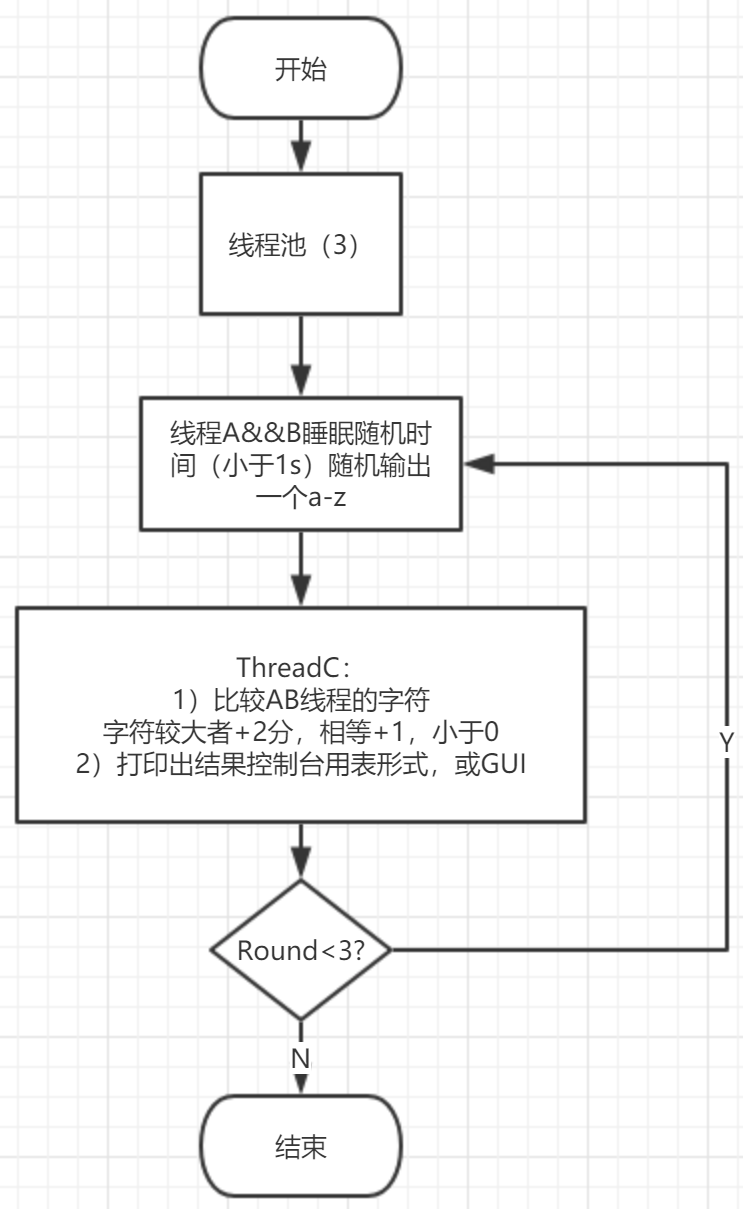 开始
线程池（3）
线程A&&B睡眠随机时
间（小于1s）随机输出
一个a-z
ThreadC：
1）比较AB线程的字符
字符较大者+2分，相等+1，小于0
2）打印出结果控制台用表形式，或GUI
Y
Round<3?
N
结束